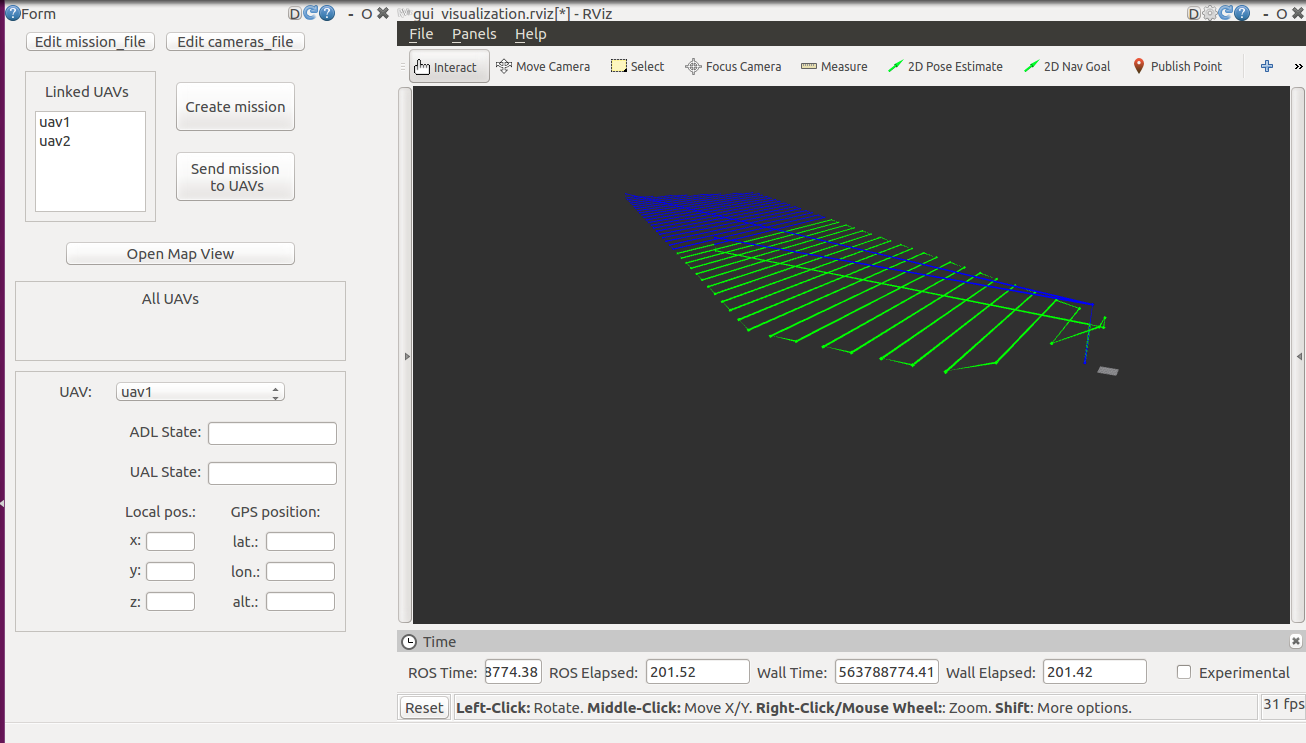 Form
D
- O
gui_visualization.rviz[*] - RViz
D
- O
Edit mission_file
Edit cameras_file
File Panels Help
Interact Move Camera Select Focus Camera Measure 2D Pose Estimate 2D Nav Goal Publish Point »
Linked UAVs
uav1
uav2
Create mission
Send mission
to UAVs
Open Map View
All UAVs
UAV: uav1
ADL State:
UAL State:
Local pos.: GPS position:
x: lat.:
y: lon.:
z: alt.:
Time
ROS Time: 8774.38 ROS Elapsed: 201.52 Wall Time: 563788774.41 Wall Elapsed: 201.42 Experimental
Reset Left-Click: Rotate. Middle-Click: Move X/Y. Right-Click/Mouse Wheel:: Zoom. Shift: More options. 31 fps